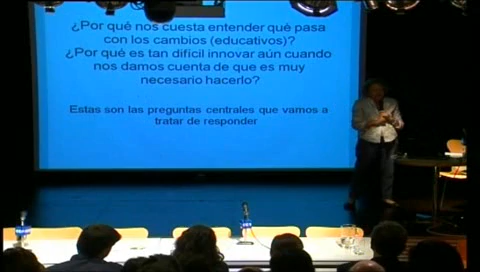 ¿Por qué nos cuesta entender qué pasa
con los cambios (educativos)?
¿Por qué es tan difícil innovar aún cuando
nos damos cuenta de que es muy
necesario hacerlo?
Estas son las preguntas centrales que vamos a
tratar de responder